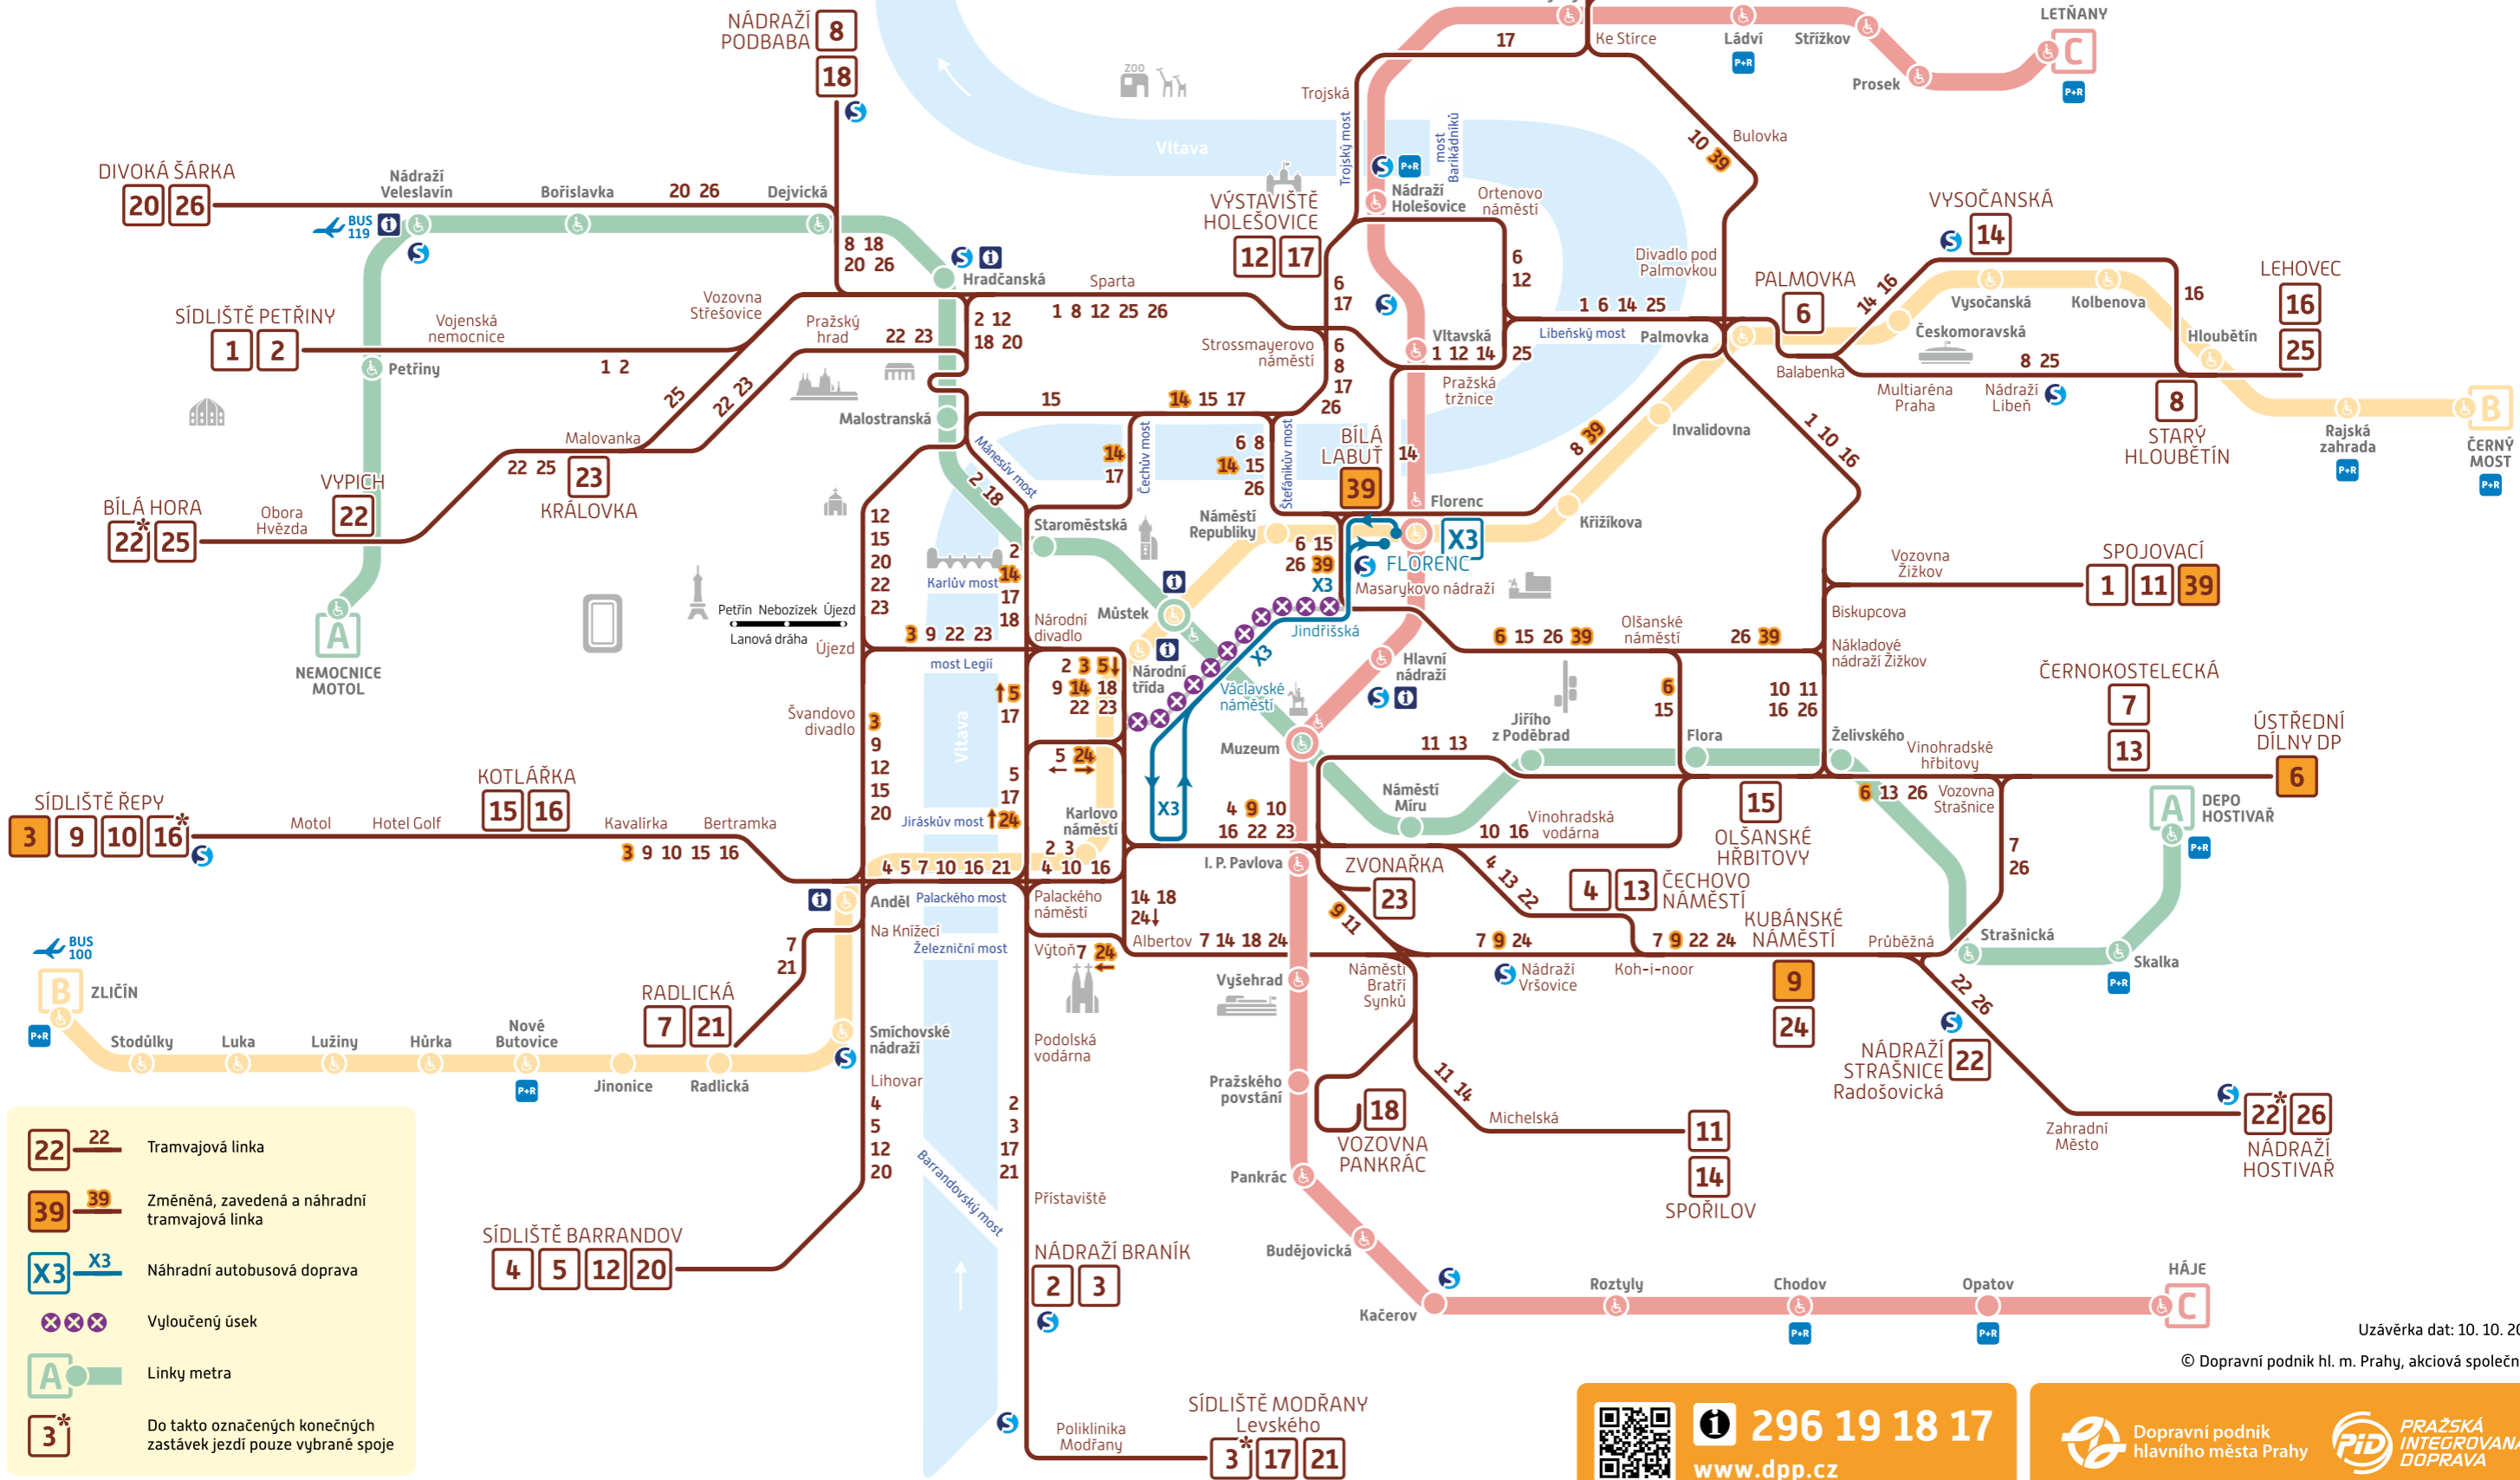 NÁDRAŽÍ
PODBABA
8
18
Ke Stírce
17
Ládví
P+R
Střížkov
Prosek
LETŇANY
C
P+R
ZOO
Trojská
Trojský most
most
Barikádníků
Vltava
P+R
Nádraží
Holešovice
Bulovka
10 39
DIVOKÁ ŠÁRKA
20 26
Nádraží
Veleslavín
BUS
119
Bořislavka
20 26
Dejvická
8 18
20 26
Hradčanská
VÝSTAVIŠTĚ
HOLEŠOVICE
12 17
Ortenovo
náměstí
6
12
6
17
Divadlo pod
Palmovkou
VYSOČANSKÁ
14
PALMOVKA
6
14 16
Vysočanská
Kolbenova
16
LEHOVEC
16
25
SÍDLIŠTĚ PETŘINY
1 2
Vojenská
nemocnice
1 2
Petřiny
Vozovna
Střešovice
Pražský
hrad
22 23
25
22 23
Sparta
1 8 12 25 26
2 12
18 20
Strossmayerovo
náměstí
6
8
17
26
Vltavská
1 12 14
25
1 6 14 25
Libeňský most
Palmovka
Pražská
tržnice
Balabenka
Českomoravská
8 25
Multiaréna
Praha
Nádraží
Libeň
Hloubětín
8
STARÝ
HLOUBĚTÍN
Rajská
zahrada
P+R
B
ČERNÝ
MOST
P+R
Malostranská
15
14 15 17
Malovanka
22 25
23
KRÁLOVKA
VYPICH
22
BÍLÁ HORA
22* 25
Obora
Hvězda
Mánesův most
2 18
14
17
Čechův most
6 8
14 15
26
Štefánikův most
BÍLÁ
LABUŤ
39
14
Florenc
8 39
Invalidovna
Křižíkova
1 10 16
Staroměstská
Náměstí
Republiky
6 15
26 39
X3
X3
FLORENC
Masarykovo nádraží
12
15
20
22
23
2
14
17
18
Karlův most
Petřín Nebozízek Újezd
Lanová dráha
Můstek
Jindřišská
Vozovna
Žižkov
SPOJOVACÍ
1 11 39
Biskupcova
Nákladové
nádraží Žižkov
A
NEMOCNICE
MOTOL
Újezd
3 9 22 23
most Legií
Národní
divadlo
2 3 5↓
9 14 18
22 23
Národní
třída
X3
Václavské
náměstí
Hlavní
nádraží
6 15 26 39
Olšanské
náměstí
26 39
6
15
10 11
16 26
ČERNOKOSTELECKÁ
7
13
ÚSTŘEDNÍ
DÍLNY DP
6
Švandovo
divadlo
3
9
12
15
20
Vltava
↑5
17
5 24
← →
Muzeum
11 13
Jiřího
z Poděbrad
Flora
Želivského
Vinohradské
hřbitovy
KOTLÁŘKA
15 16
SÍDLIŠTĚ ŘEPY
3 9 10 16*
Motol
Hotel Golf
Kavalírka
Bertramka
3 9 10 15 16
5
17
Jiráskův most
↑24
Karlovo
náměstí
X3
4 9 10
16 22 23
Náměstí
Míru
10 16
Vinohradská
vodárna
15
OLŠANSKÉ
HŘBITOVY
6 13 26
Vozovna
Strašnice
7
26
A
DEPO
HOSTIVAŘ
P+R
4 5 7 10 16 21
2 3
4 10 16
Anděl
Palackého most
Palackého
náměstí
14 18
24↓
I. P. Pavlova
ZVONAŘKA
23
9 11
4 13 22
4 13
ČECHOVO
NÁMĚSTÍ
KUBÁNSKÉ
NÁMĚSTÍ
9
24
BUS
100
B
ZLIČÍN
P+R
Na Knížecí
7
21
Železniční most
Výtoň
7 24
←
Albertov
7 14 18 24
7 9 24
7 9 22 24
Průběžná
Strašnická
Skalka
P+R
Náměstí
Bratří
Synků
Nádraží
Vršovice
Koh-i-noor
Vyšehrad
RADLICKÁ
7 21
Stodůlky
Luka
Lužiny
Hůrka
Nové
Butovice
P+R
Jinonice
Radlická
Smíchovské
nádraží
Podolská
vodárna
22 26
NÁDRAŽÍ
STRAŠNICE
Radošovická
22
Pražského
povstání
18
VOZOVNA
PANKRÁC
11 14
Michelská
11
14
SPOŘILOV
Zahradní
Město
22* 26
NÁDRAŽÍ
HOSTIVAŘ
Lihovar
4
5
12
20
2
3
17
21
Barrandovský most
Přístaviště
Pankrác
Budějovická
Kačerov
SÍDLIŠTĚ BARRANDOV
4 5 12 20
NÁDRAŽÍ BRANÍK
2 3
Roztyly
Chodov
P+R
Opatov
P+R
HÁJE
C
22 22 Tramvajová linka
39 39 Změněná, zavedená a náhradní
tramvajová linka
X3 X3 Náhradní autobusová doprava
Vyloučený úsek
A Linky metra
3* Do takto označených konečných
zastávek jezdí pouze vybrané spoje
Poliklinika
Modřany
SÍDLIŠTĚ MODŘANY
Levského
3* 17 21
Uzávěrka dat: 10. 10. 20
© Dopravní podnik hl. m. Prahy, akciová společn
296 19 18 17
www.dpp.cz
Dopravní podnik
hlavního města Prahy
PID
PRAŽSKÁ
INTEGROVANÁ
DOPRAVA